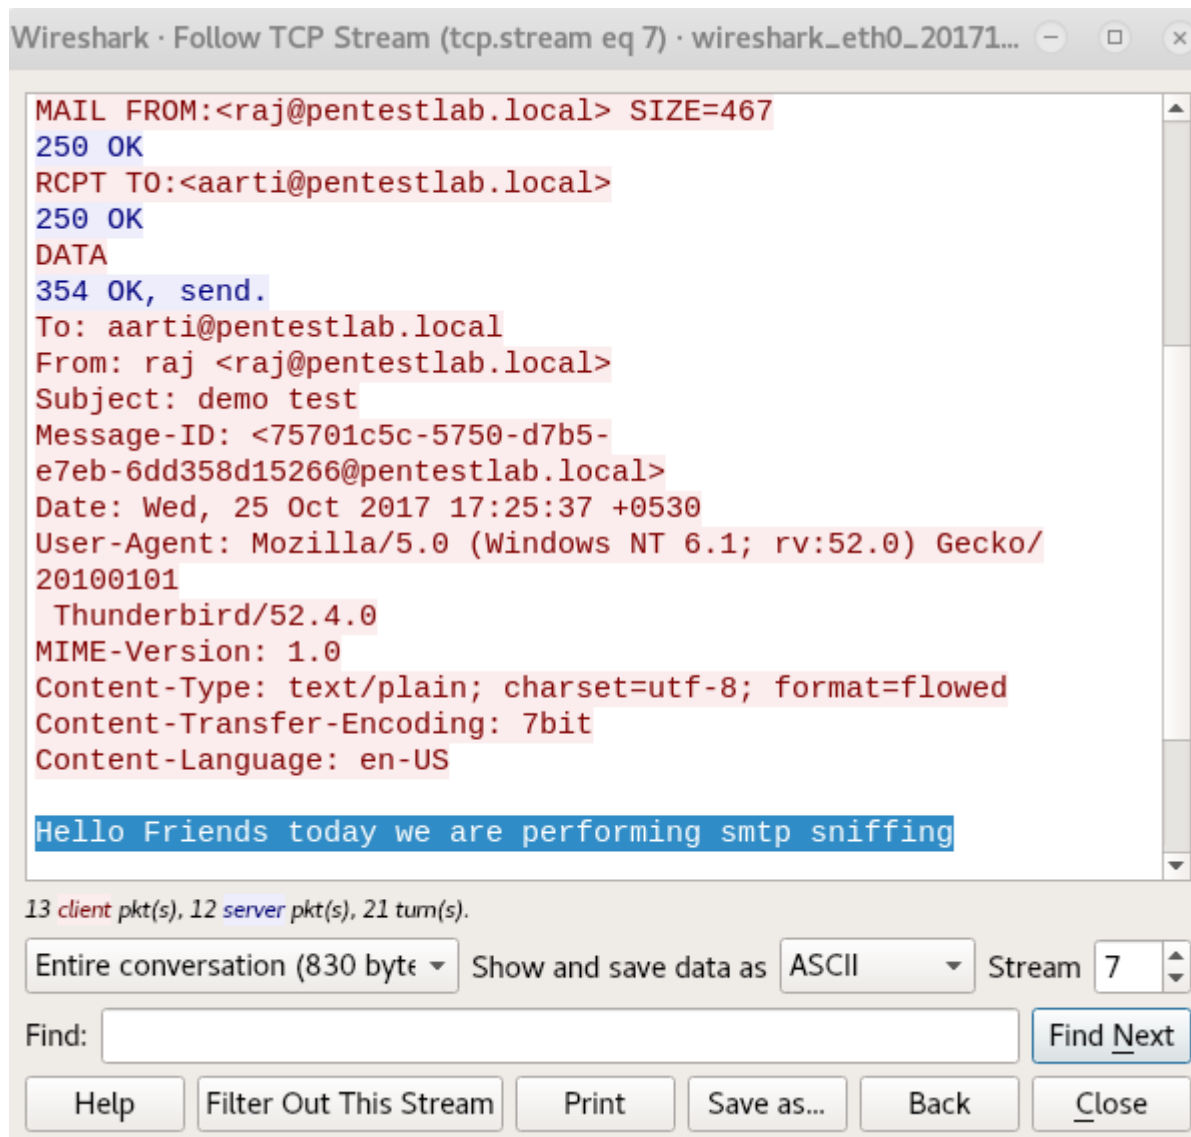 Wireshark · Follow TCP Stream (tcp.stream eq 7) · wireshark_eth0_20171...
MAIL FROM:<raj@pentestlab.local> SIZE=467
250 OK
RCPT TO:<aarti@pentestlab.local>
250 OK
DATA
354 OK, send.
To: aarti@pentestlab.local
From: raj <raj@pentestlab.local>
Subject: demo test
Message-ID: <75701c5c-5750-d7b5-
e7eb-6dd358d15266@pentestlab.local>
Date: Wed, 25 Oct 2017 17:25:37 +0530
User-Agent: Mozilla/5.0 (Windows NT 6.1; rv:52.0) Gecko/
20100101
 Thunderbird/52.4.0
MIME-Version: 1.0
Content-Type: text/plain; charset=utf-8; format=flowed
Content-Transfer-Encoding: 7bit
Content-Language: en-US
Hello Friends today we are performing smtp sniffing
13 client pkt(s), 12 server pkt(s), 21 turn(s).
Entire conversation (830 byte Show and save data as ASCII Stream 7
Find: Find Next
Help Filter Out This Stream Print Save as... Back Close